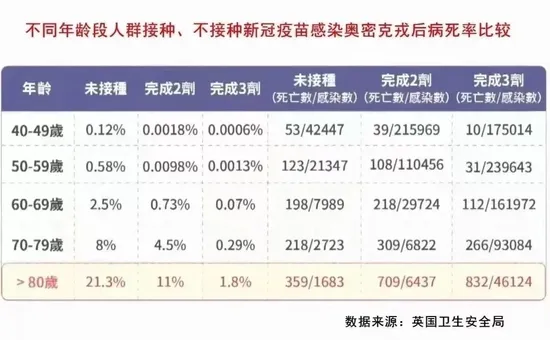 不同年龄段人群接种、不接种新冠疫苗感染奥密克戎后病死率比较
年齡 未接種 完成2劑 完成3劑 未接種 (死亡數/感染數) 完成2劑 (死亡數/感染數) 完成3劑 (死亡數/感染數)
40-49歲 0.12% 0.0018% 0.0006% 53/42447 39/215969 10/175014
50-59歲 0.58% 0.0098% 0.0013% 123/21347 108/110456 31/239643
60-69歲 2.5% 0.73% 0.07% 198/7989 218/29724 112/161972
70-79歲 8% 4.5% 0.29% 218/2723 309/6822 266/93084
> 80歲 21.3% 11% 1.8% 359/1683 709/6437 832/46124
数据来源：英国卫生安全局